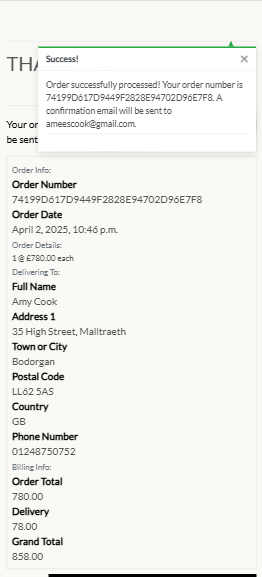 THA
Success!
×
Order successfully processed! Your order number is
74199D617D9449F2828E94702D96E7F8. A
confirmation email will be sent to
ameescook@gmail.com.
Your or
be sent
Order Info:
Order Number
74199D617D9449F2828E94702D96E7F8
Order Date
April 2, 2025, 10:46 p.m.
Order Details:
1 @ £780.00 each
Delivering To:
Full Name
Amy Cook
Address 1
35 High Street, Malltraeth
Town or City
Bodorgan
Postal Code
LL62 5AS
Country
GB
Phone Number
01248750752
Billing Info:
Order Total
780.00
Delivery
78.00
Grand Total
858.00